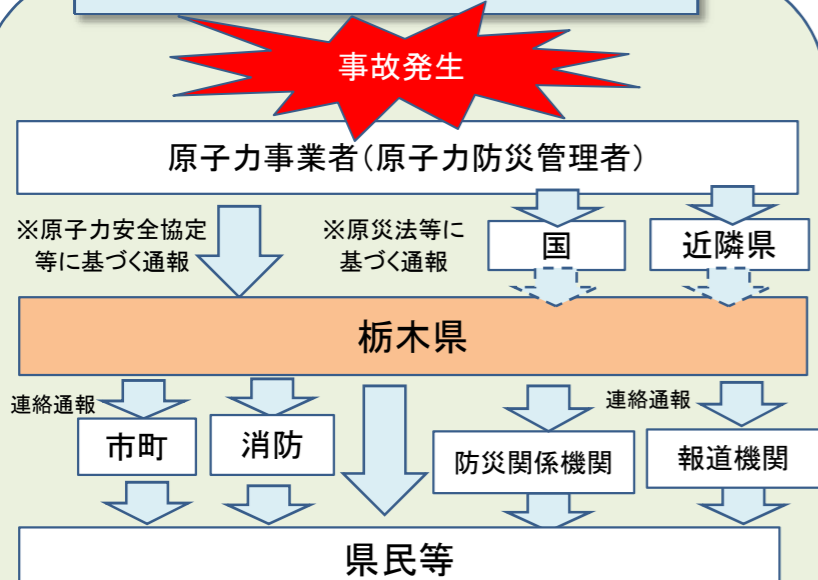 事故発生
原子力事業者(原子力防災管理者)
※原子力安全協定
等に基づく通報
※原災法等に
基づく通報
国
近隣県
栃木県
連絡通報
連絡通報
市町
消防
防災関係機関
報道機関
県民等